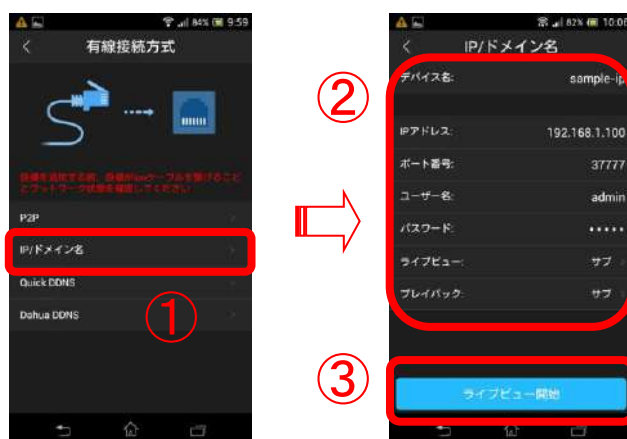 84% 9:59
有線接続方式
P2P
IP/ドメイン名
Quick DDNS
Dahua DDNS
①
②
82% 10:06
IP/ドメイン名
デバイス名: sample-ip
IPアドレス: 192.168.1.100
ポート番号: 37777
ユーザー名: admin
パスワード: •••••
ライブビュー: サブ
プレイバック: サブ
③
ライブビュー開始